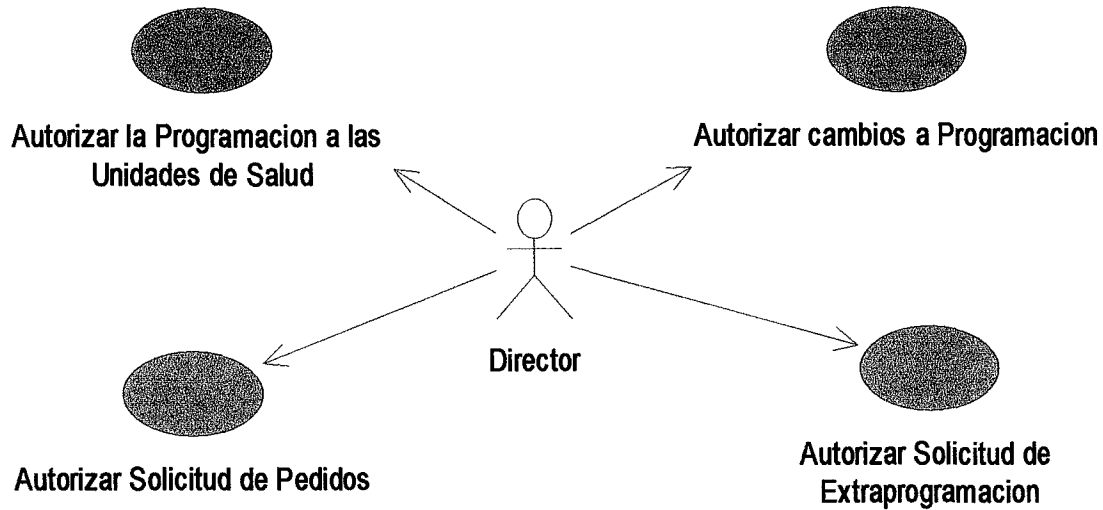 Autorizar la Programacion a las
Unidades de Salud
Autorizar cambios a Programacion
Director
Autorizar Solicitud de Pedidos
Autorizar Solicitud de
Extraprogramacion